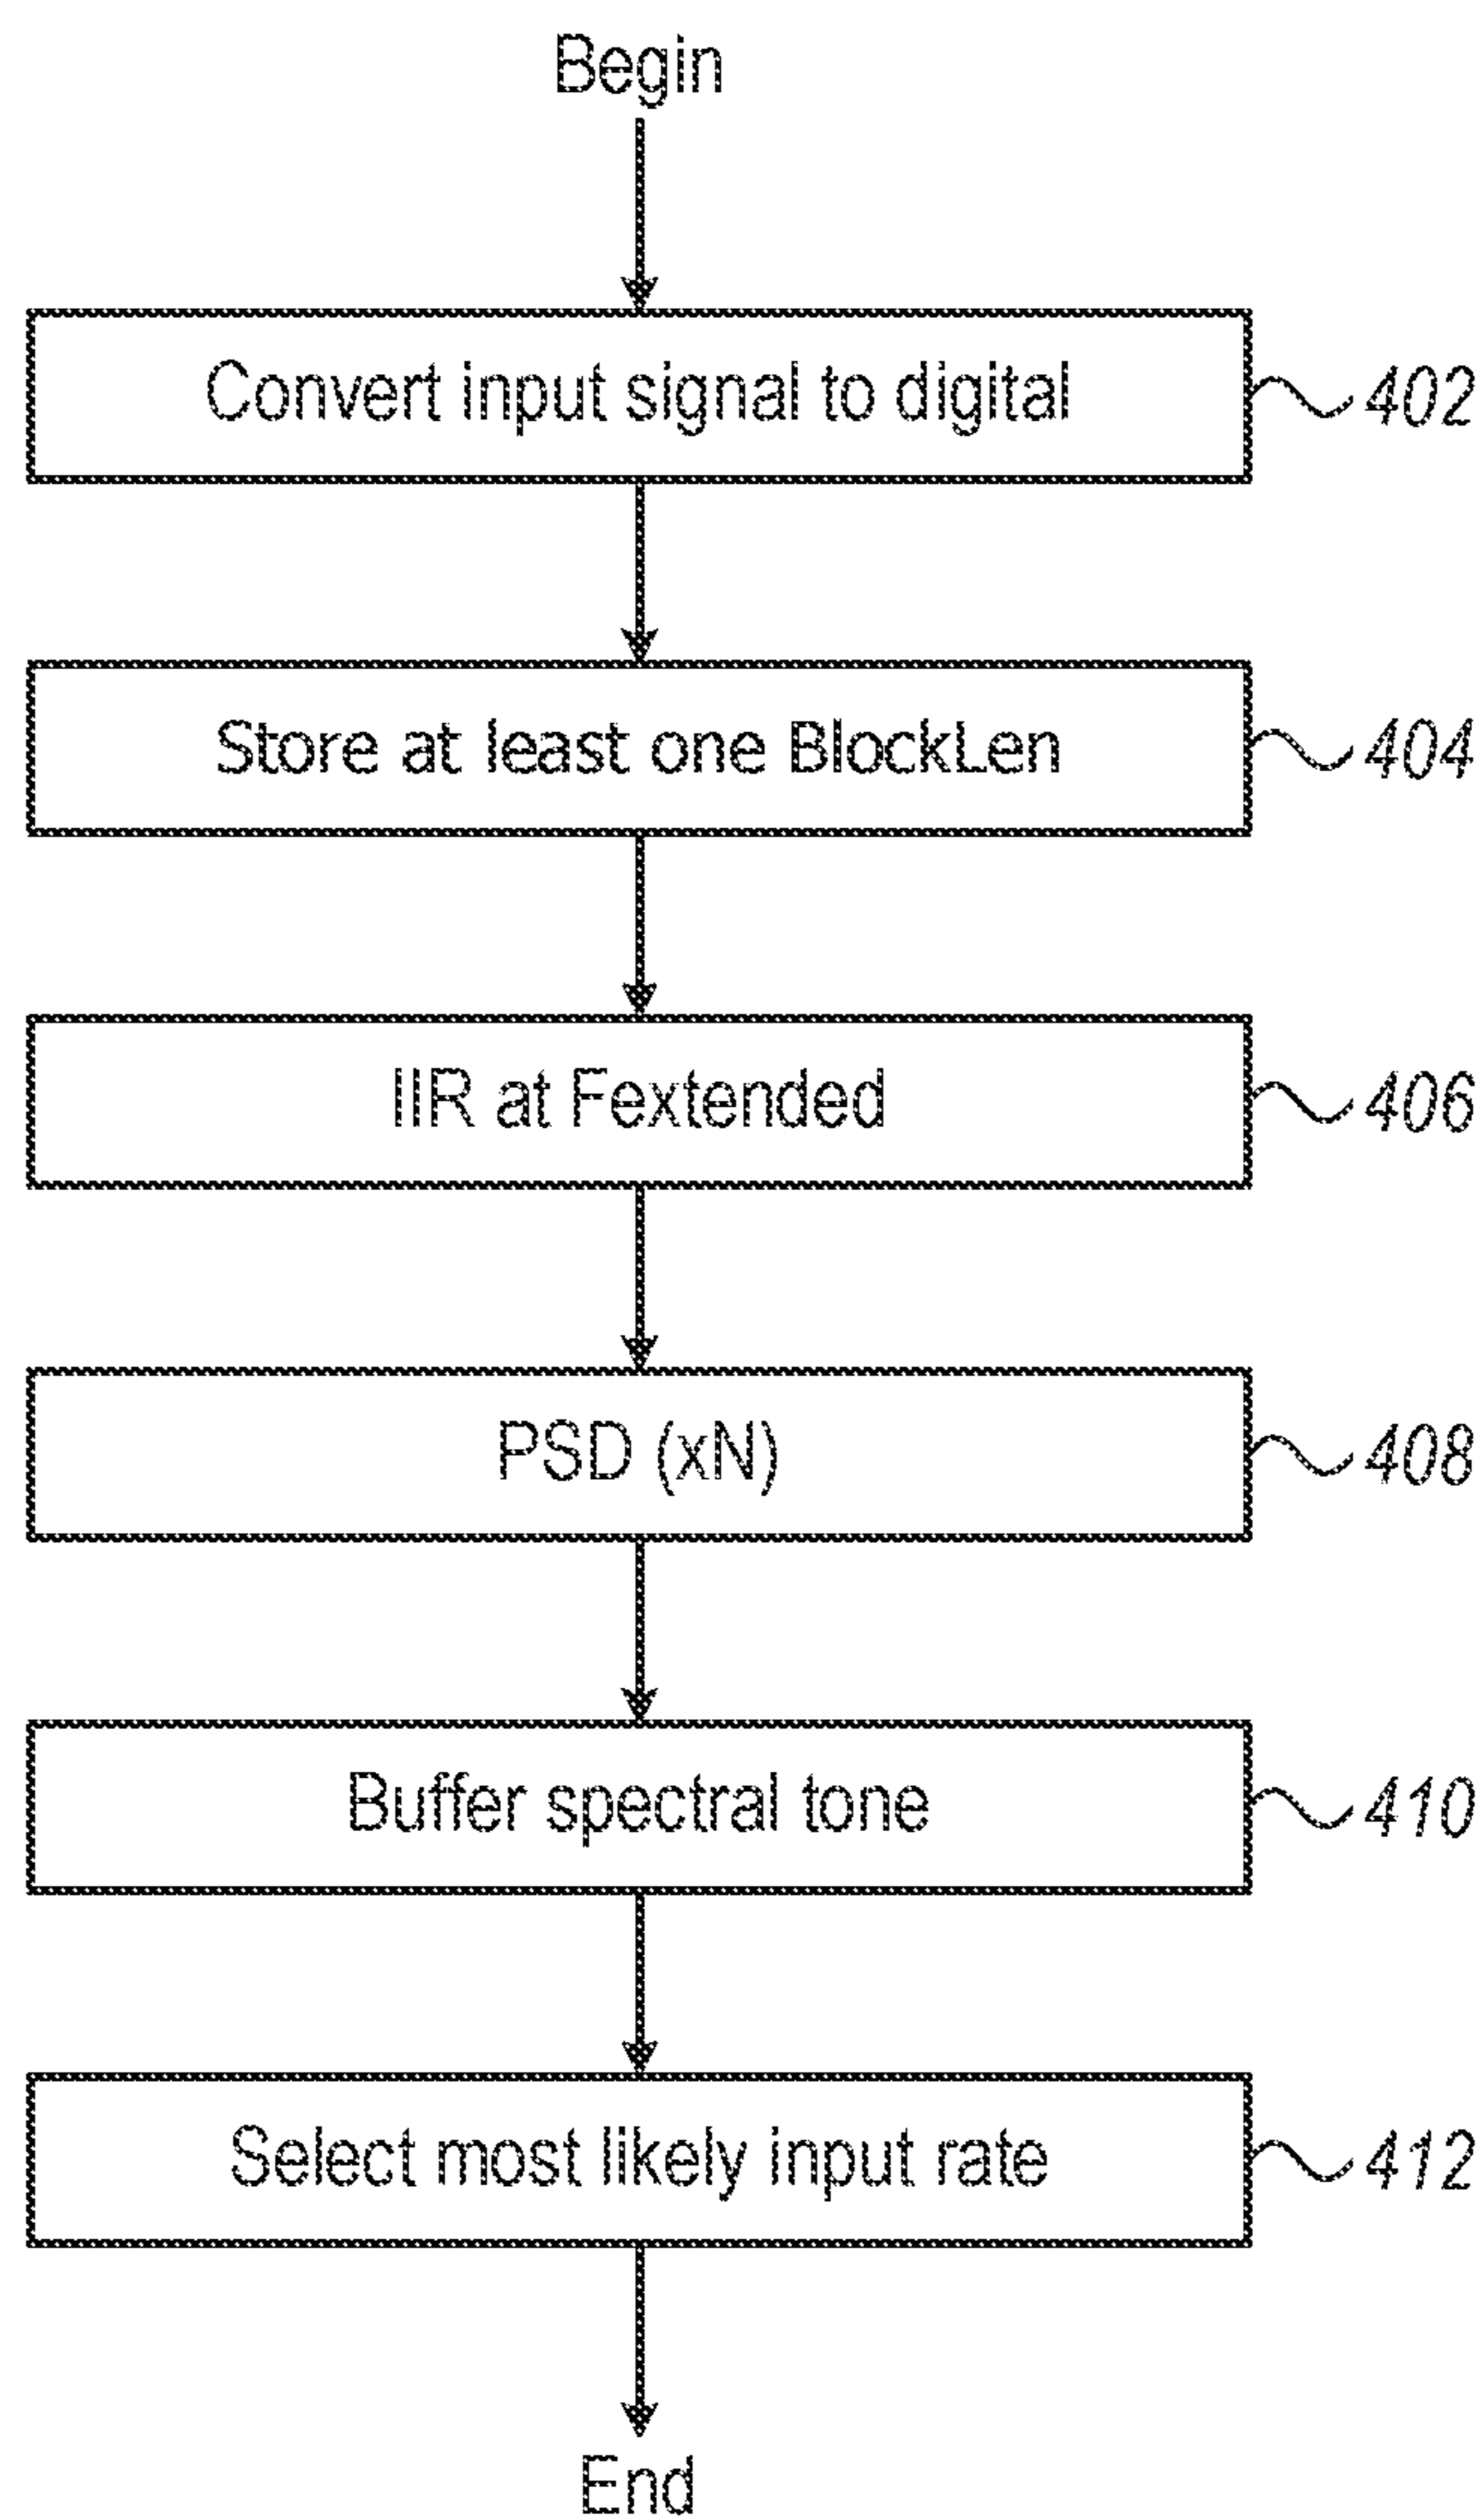 Begin
Convert input signal to digital
402
Store at least one BlockLen
404
IIR at Fextended
406
PSD (xN)
408
Buffer spectral tone
410
Select most likely input rate
412
End